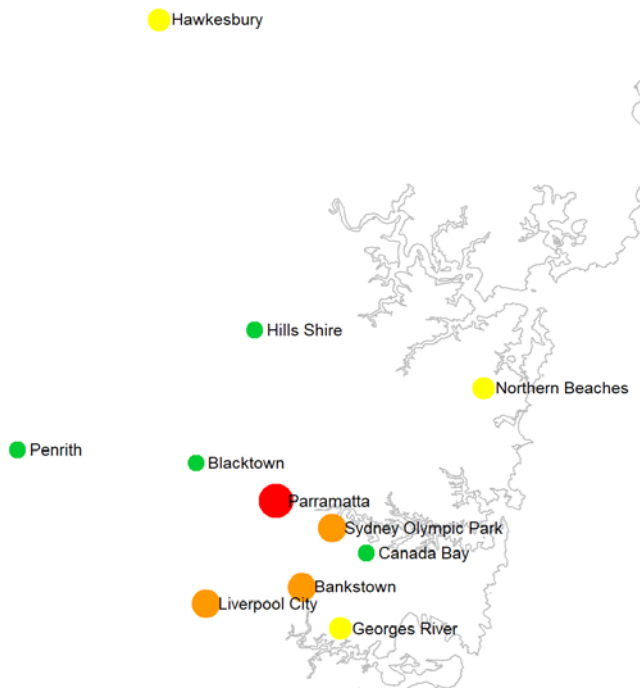 Hawkesbury
Hills Shire
Northern Beaches
Penrith
Blacktown
Parramatta
Sydney Olympic Park
Canada Bay
Bankstown
Liverpool City
Georges River